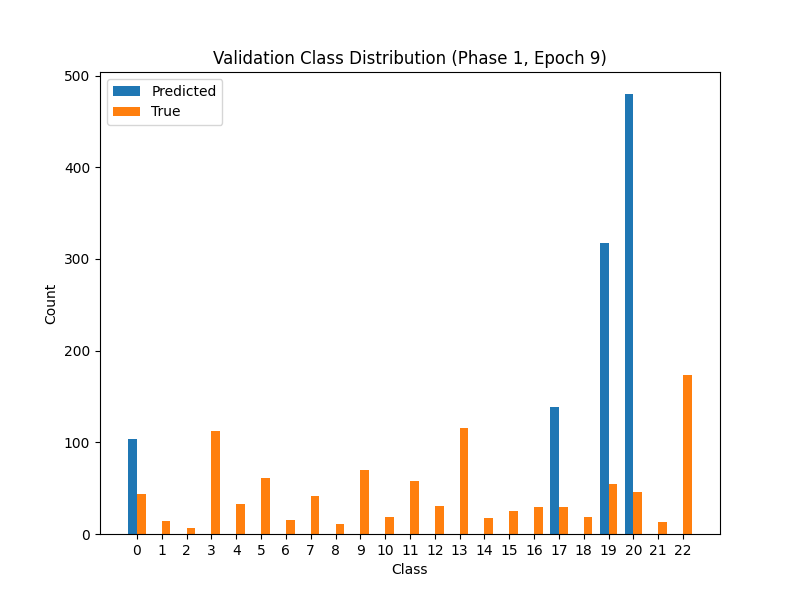 Validation Class Distribution (Phase 1, Epoch 9)
Predicted
True
500
400
300
200
100
0
Count
0 1 2 3 4 5 6 7 8 9 10 11 12 13 14 15 16 17 18 19 20 21 22
Class